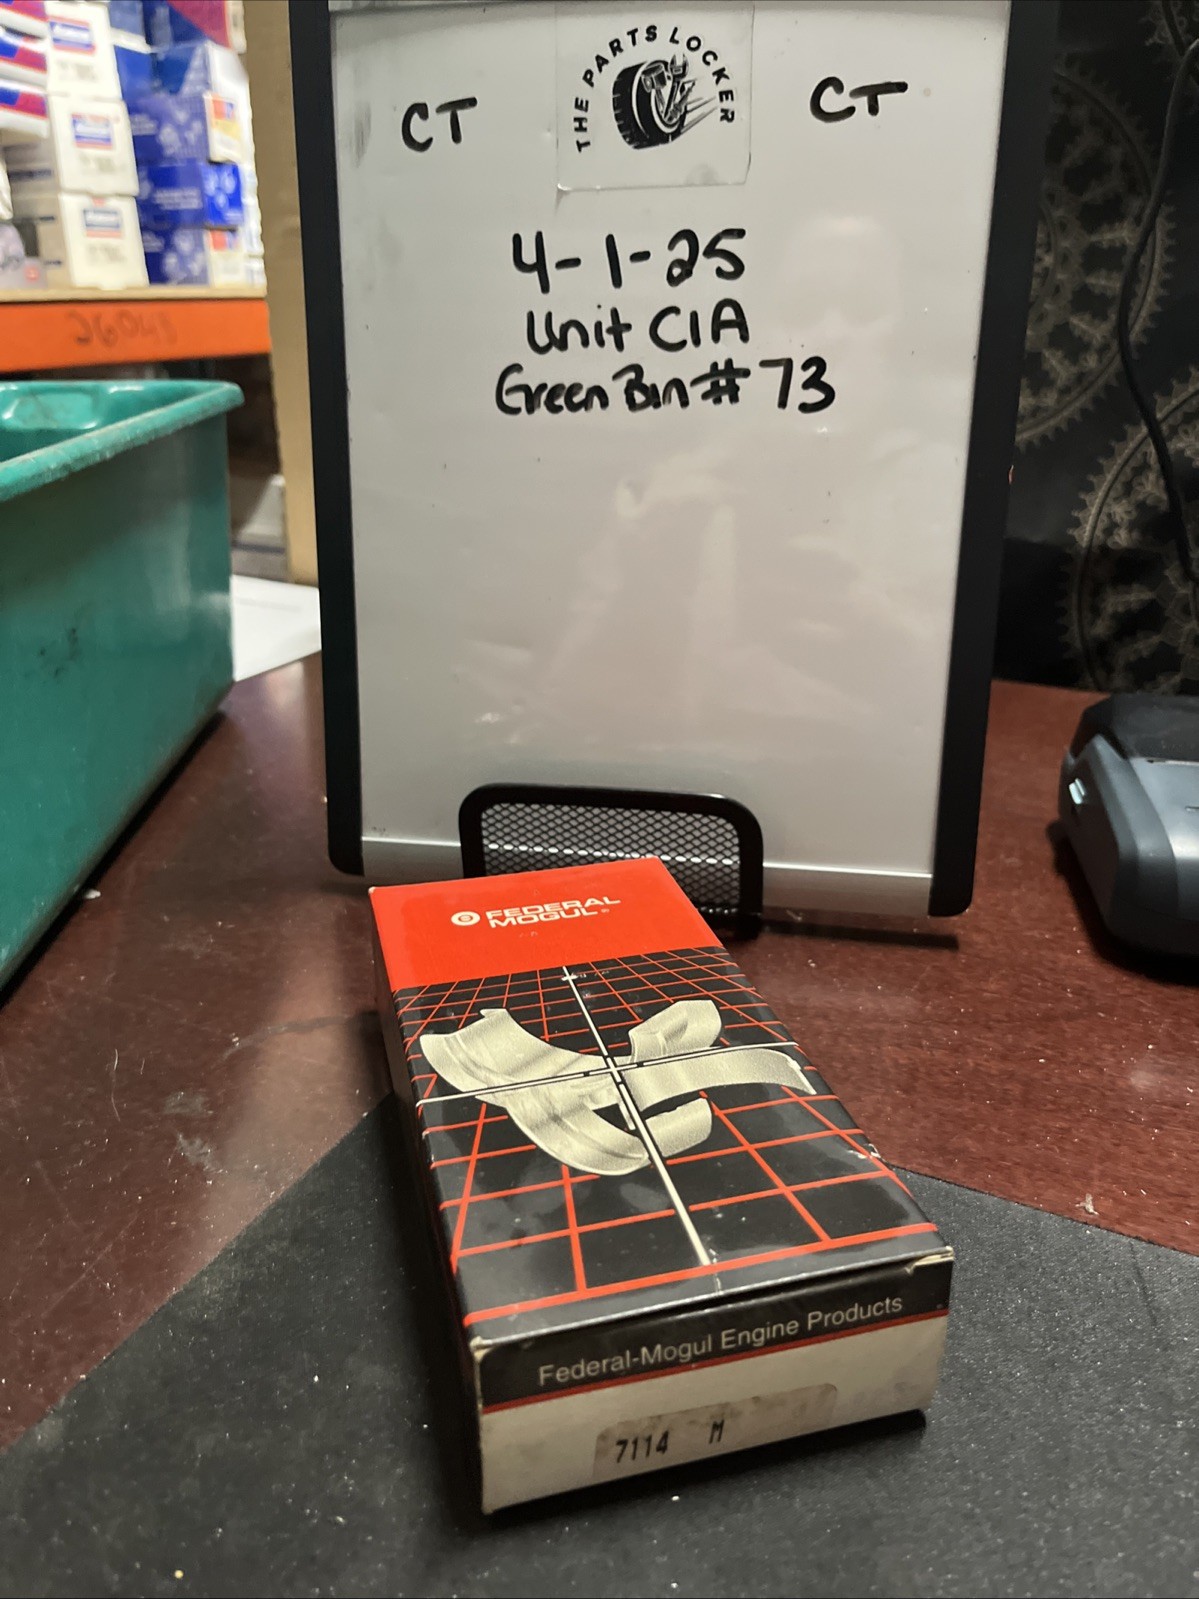 THE PARTS LOCKER
CT
CT
4-1-25
Unit C1A
Green Bin # 73
26043
FEDERAL
MOGUL®
Federal-Mogul Engine Products
7114 M